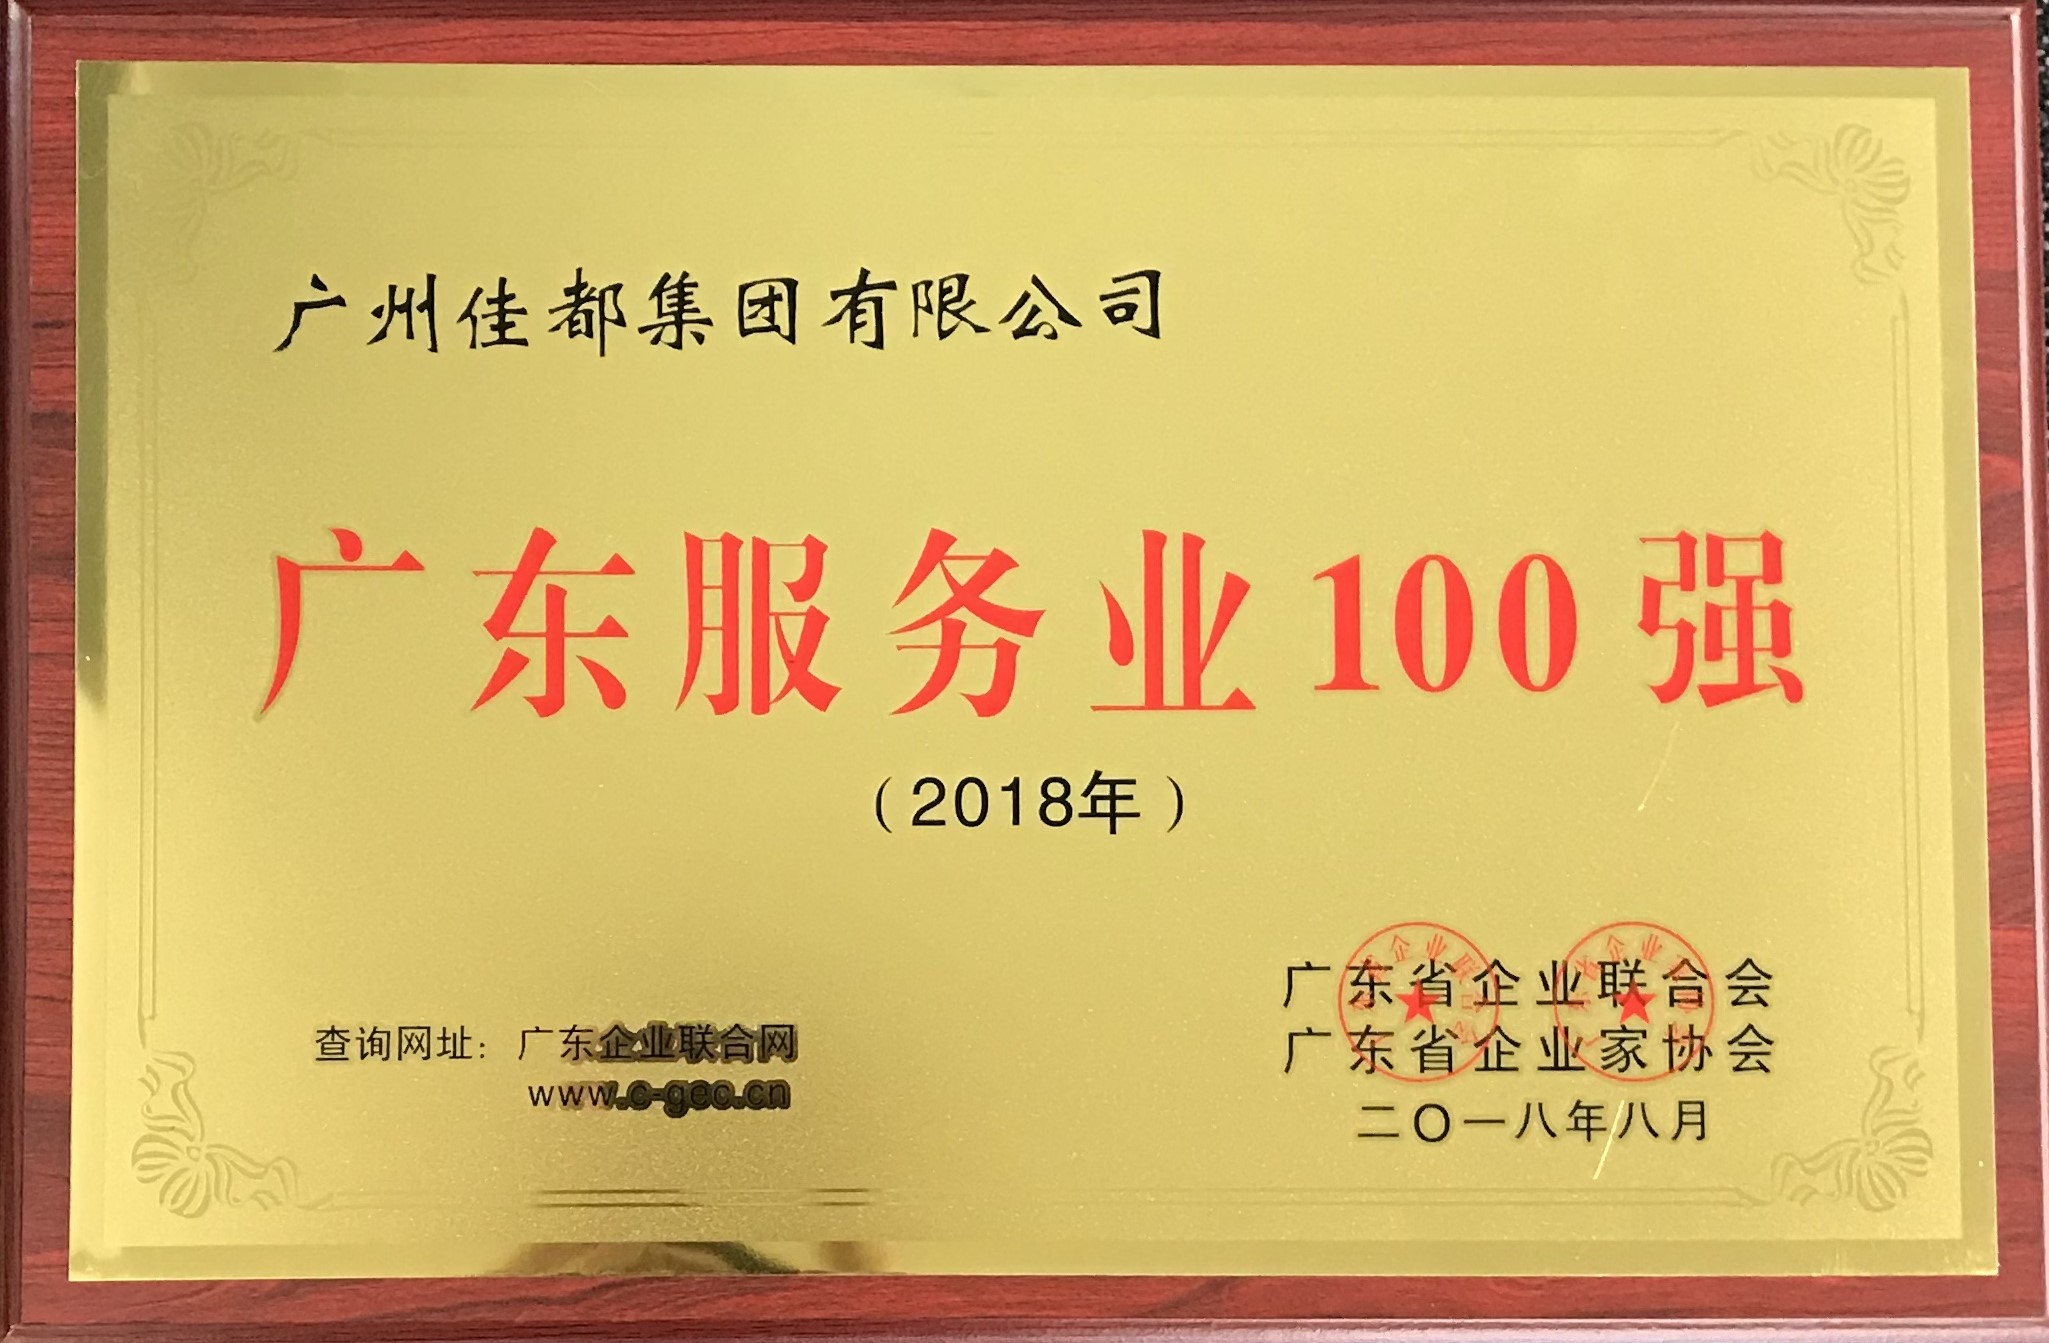 广州佳都集团有限公司
广东服务业100强
（2018年）
查询网址：广东企业联合网
www.c-gec.cn
广东省企业联合会
广东省企业家协会
二〇一八年八月